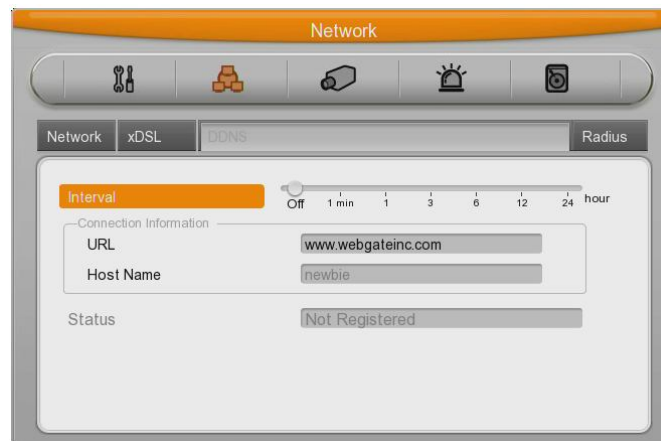 Network
Network xDSL DDNS Radius
Interval
Off 1 min 1 3 6 12 24 hour
Connection Information
URL www.webgateinc.com
Host Name newbie
Status Not Registered